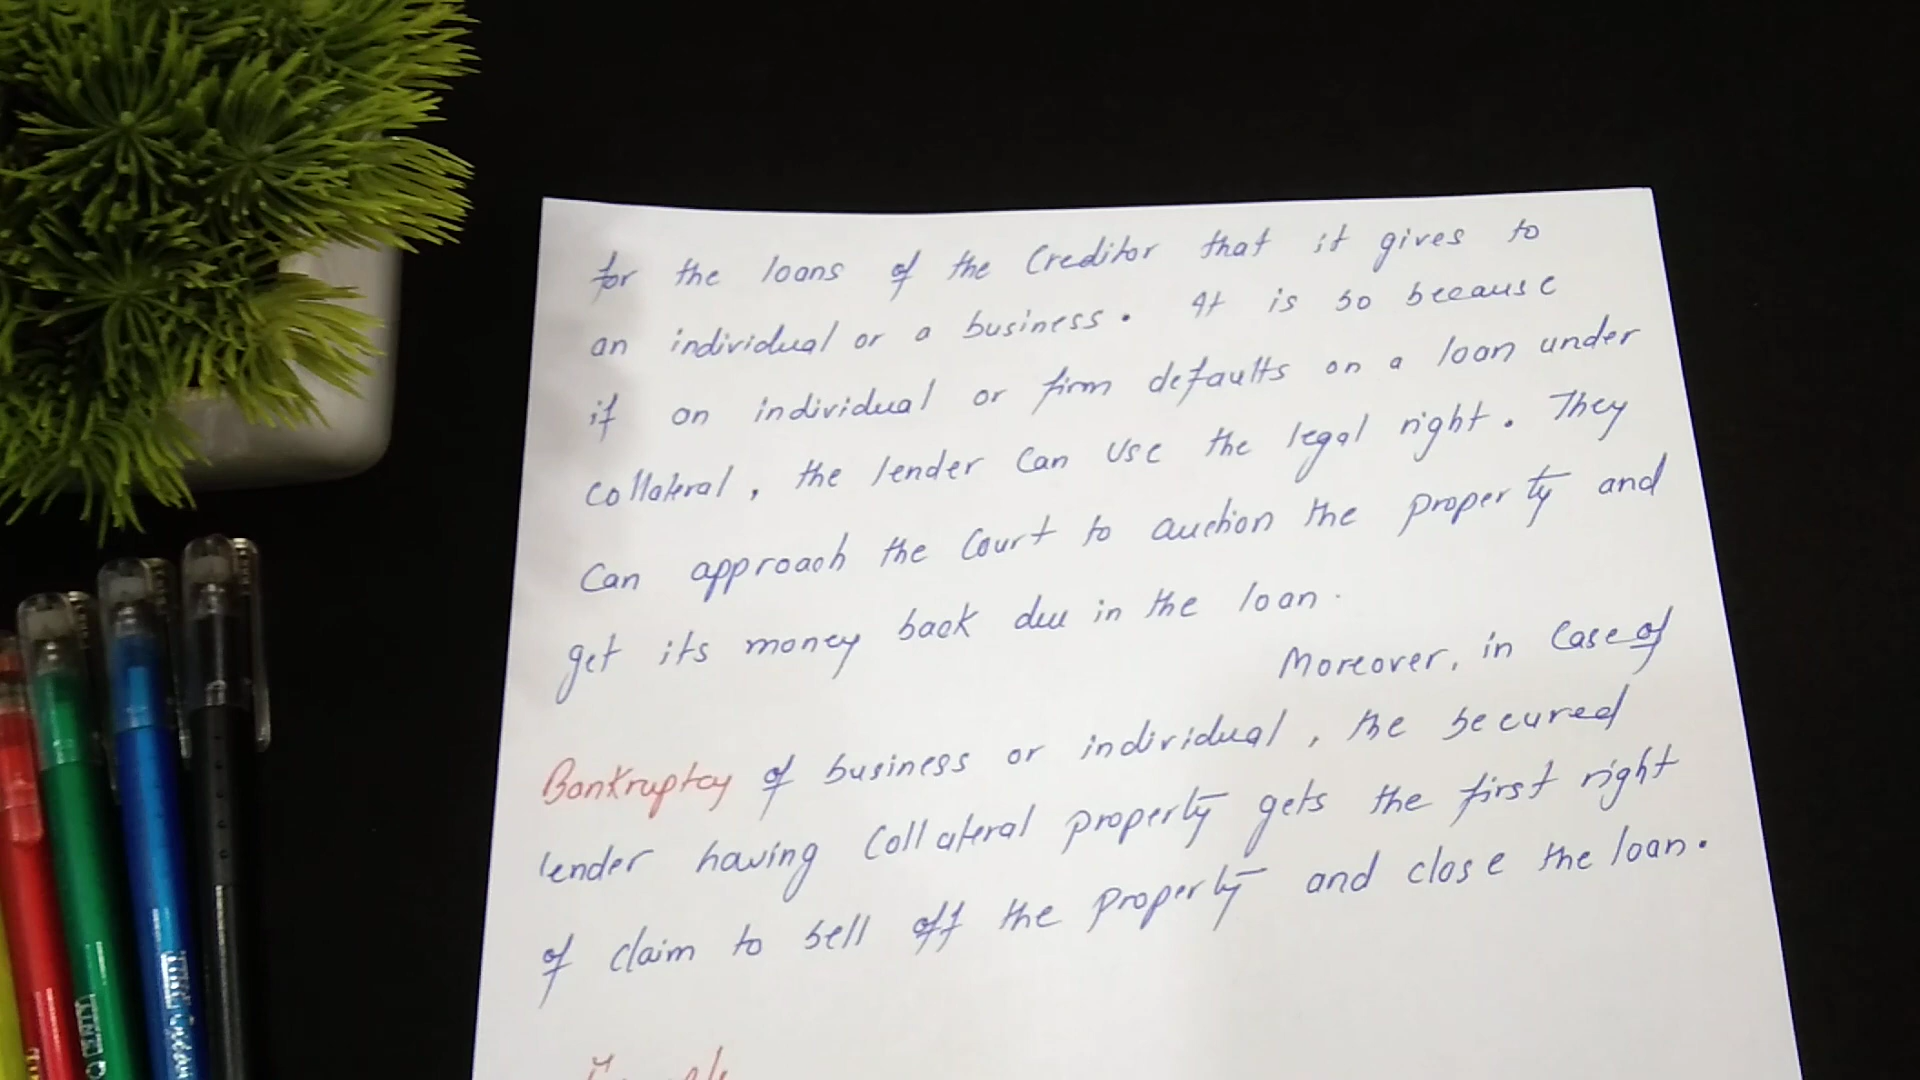 for the loans of the Creditor that it gives to
an individual or a business. It is so because
if an individual or firm defaults on a loan under
Collateral, the lender Can use the legal right. They
Can approach the Court to auction the property and
get its money back due in the loan.
Moreover, in Case of
Bankruptcy of business or individual, the secured
lender having Collateral property gets the first right
of claim to sell off the property and close the loan.